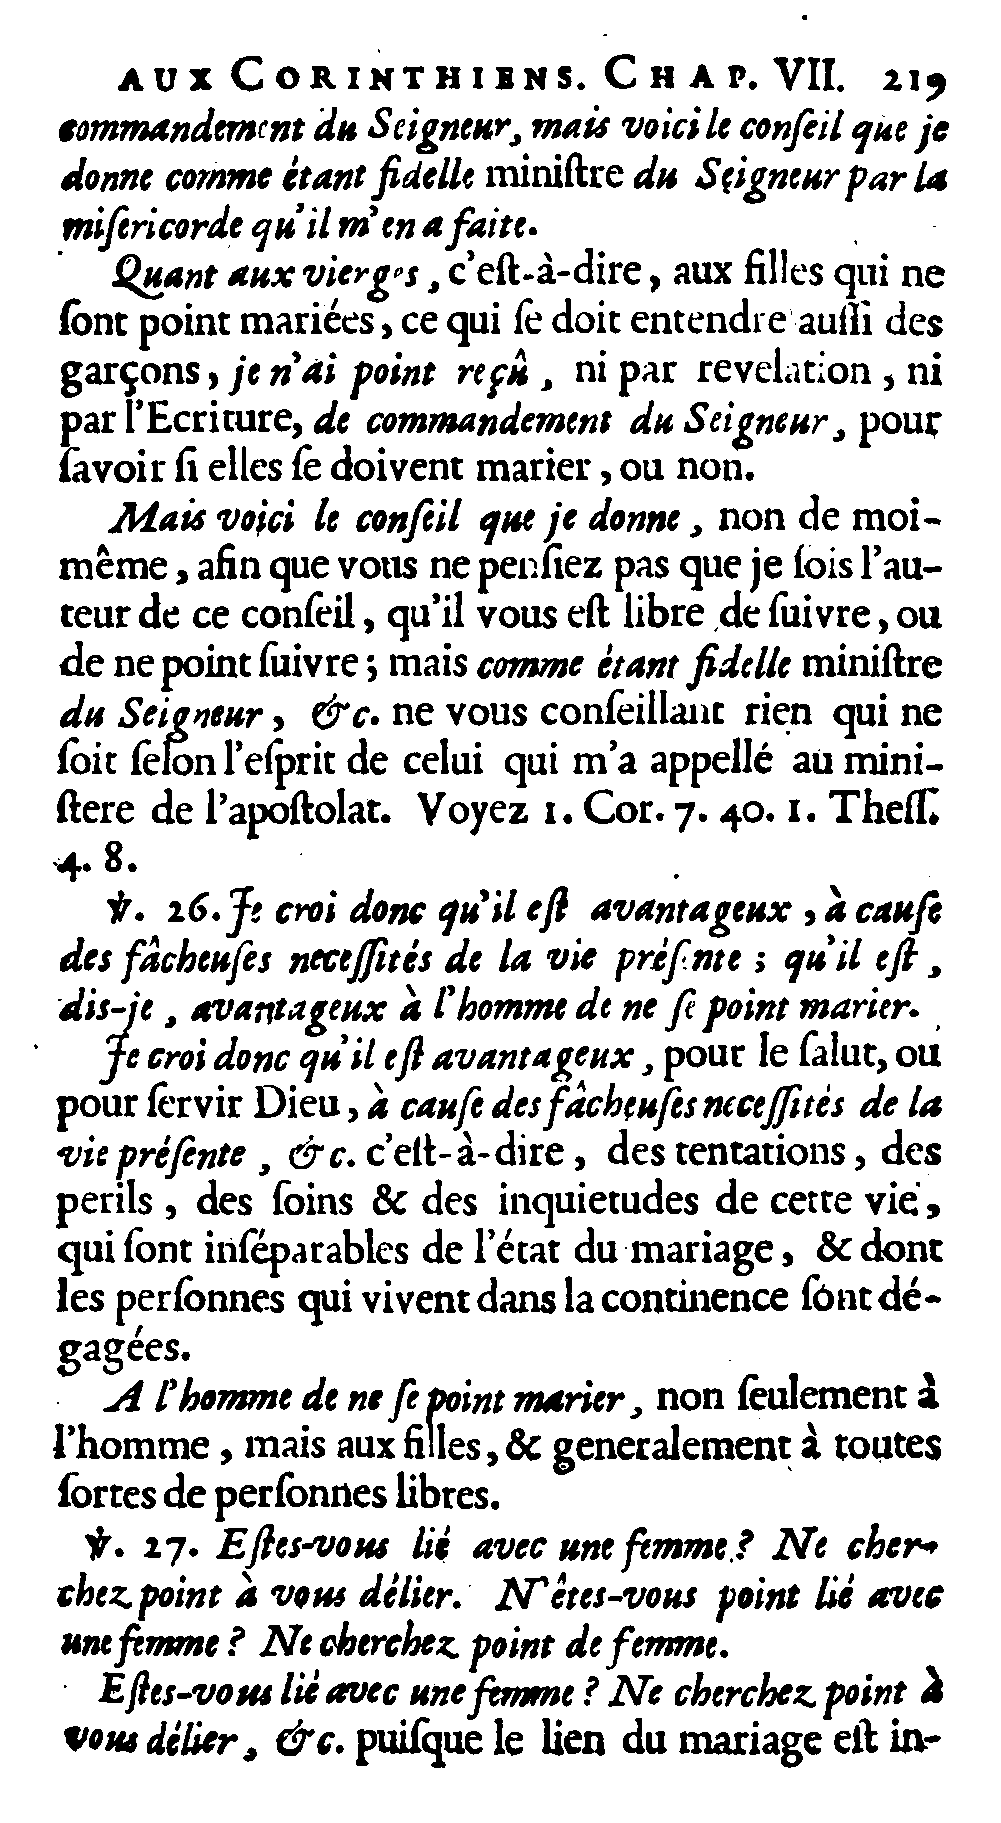 AUX CORINTHIENS. CHAP. VII. 219
commandement du Seigneur, mais voici le conſeil que je
donne comme étant fidelle miniſtre du Seigneur par la
miſericorde qu'il m'en a faite.
Quant aux vierges, c'eſt-à-dire, aux filles qui ne
ſont point mariées, ce qui ſe doit entendre auſſi des
garçons, je n'ai point reçû, ni par revelation, ni
par l'Ecriture, de commandement du Seigneur, pour
ſavoir ſi elles ſe doivent marier, ou non.
Mais voici le conſeil que je donne, non de moi-
même, afin que vous ne penſiez pas que je ſois l'au-
teur de ce conſeil, qu'il vous eſt libre de ſuivre, ou
de ne point ſuivre; mais comme étant fidelle miniſtre
du Seigneur, &c. ne vous conſeillant rien qui ne
ſoit ſelon l'eſprit de celui qui m'a appellé au mini-
ſtere de l'apoſtolat. Voyez 1. Cor. 7. 40. 1. Theſſ.
4. 8.
℣. 26. Je croi donc qu'il eſt avantageux, à cauſe
des fâcheuſes neceſſités de la vie préſente; qu'il eſt,
dis-je, avantageux à l'homme de ne ſe point marier.
Je croi donc qu'il eſt avantageux, pour le ſalut, ou
pour ſervir Dieu, à cauſe des fâcheuſes neceſſités de la
vie préſente, &c. c'eſt-à-dire, des tentations, des
perils, des ſoins & des inquietudes de cette vie,
qui ſont inſéparables de l'état du mariage, & dont
les perſonnes qui vivent dans la continence ſont dé-
gagées.
A l'homme de ne ſe point marier, non ſeulement à
l'homme, mais aux filles, & generalement à toutes
ſortes de perſonnes libres.
℣. 27. Eſtes-vous lié avec une femme? Ne cher-
chez point à vous délier. N'êtes-vous point lié avec
une femme? Ne cherchez point de femme.
Eſtes-vous lié avec une femme? Ne cherchez point à
vous délier, &c. puiſque le lien du mariage eſt in-